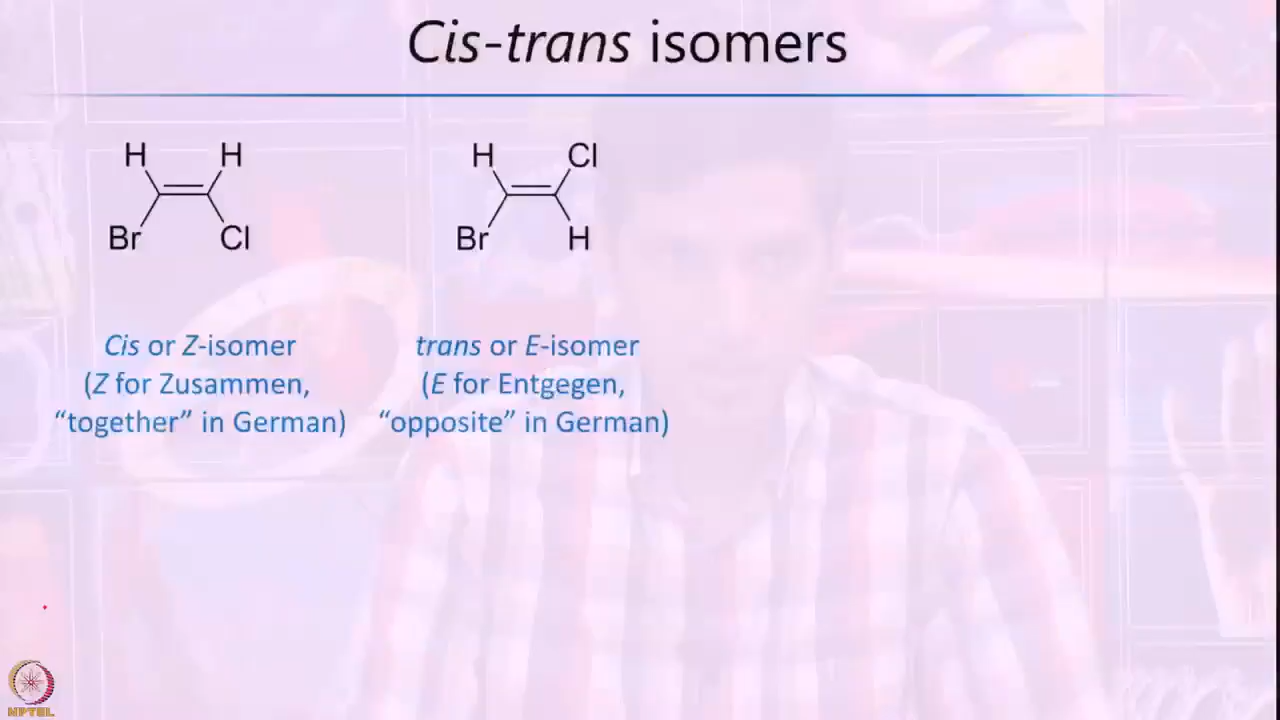 Cis-trans isomers
H H
Br Cl
H Cl
Br H
Cis or Z-isomer
(Z for Zusammen,
“together” in German)
trans or E-isomer
(E for Entgegen,
“opposite” in German)
NPTEL